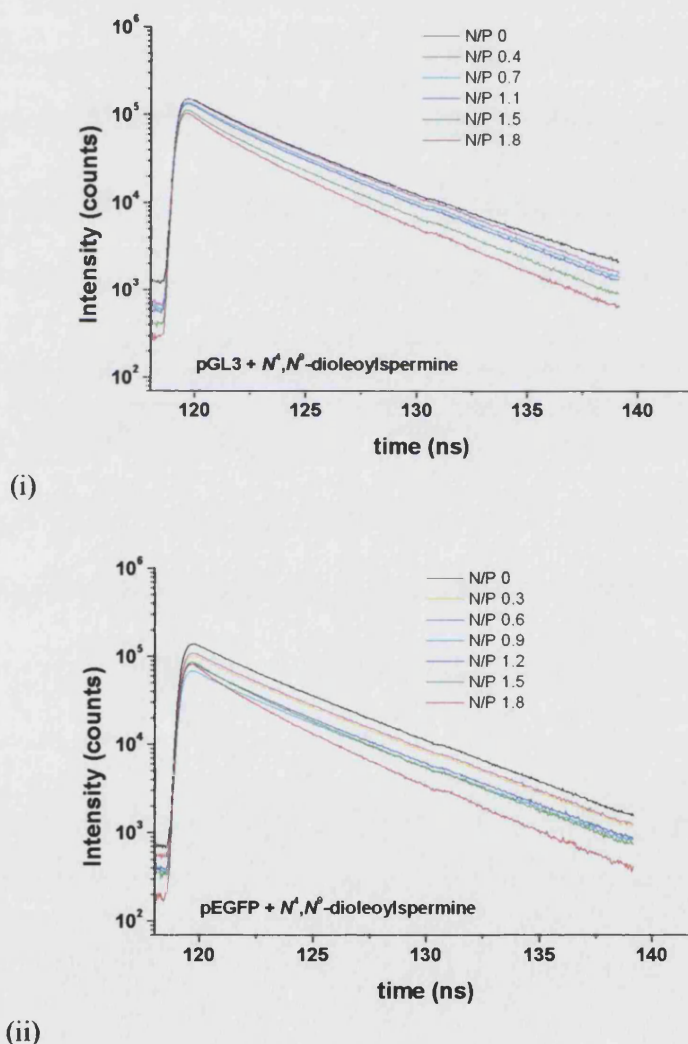 10⁶
10⁵
10⁴
10³
10²
Intensity (counts)
N/P 0
N/P 0.4
N/P 0.7
N/P 1.1
N/P 1.5
N/P 1.8
pGL3 + N⁴,N⁹-dioleoylspermine
120 125 130 135 140
time (ns)
(i)
10⁶
10⁵
10⁴
10³
10²
Intensity (counts)
N/P 0
N/P 0.3
N/P 0.6
N/P 0.9
N/P 1.2
N/P 1.5
N/P 1.8
pEGFP + N⁴,N⁹-dioleoylspermine
120 125 130 135 140
time (ns)
(ii)